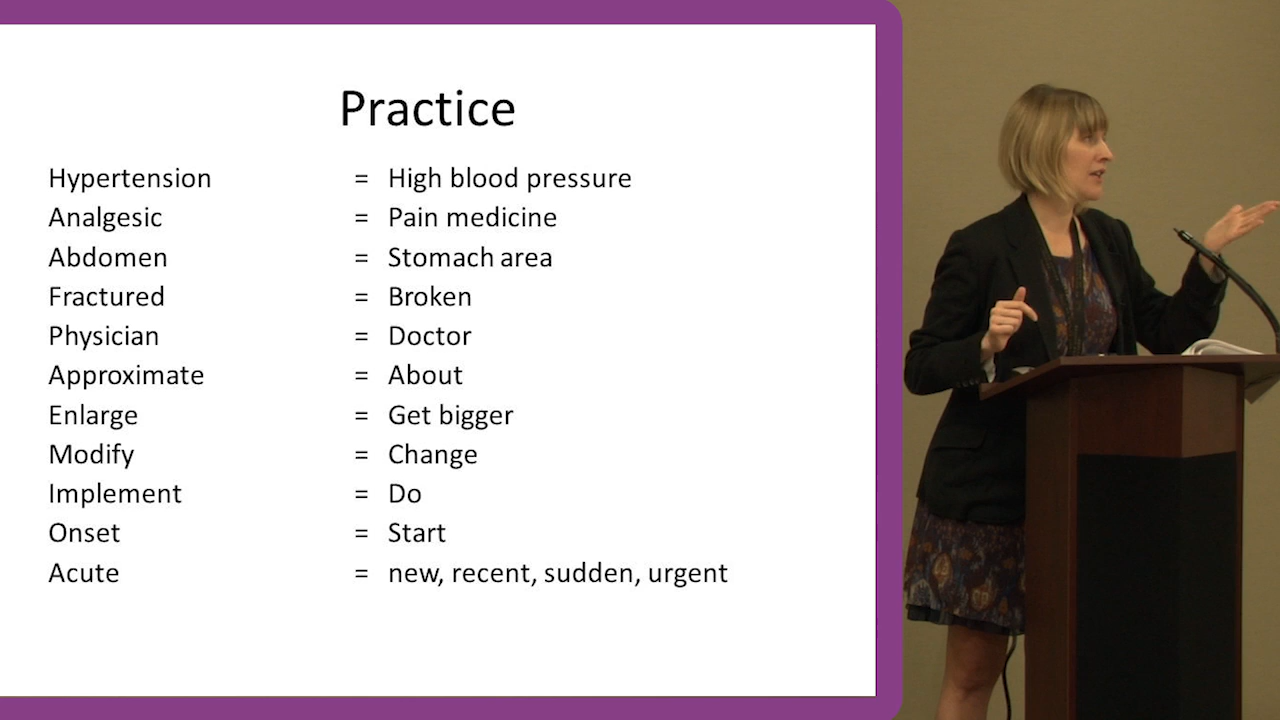 Practice
Hypertension = High blood pressure
Analgesic = Pain medicine
Abdomen = Stomach area
Fractured = Broken
Physician = Doctor
Approximate = About
Enlarge = Get bigger
Modify = Change
Implement = Do
Onset = Start
Acute = new, recent, sudden, urgent